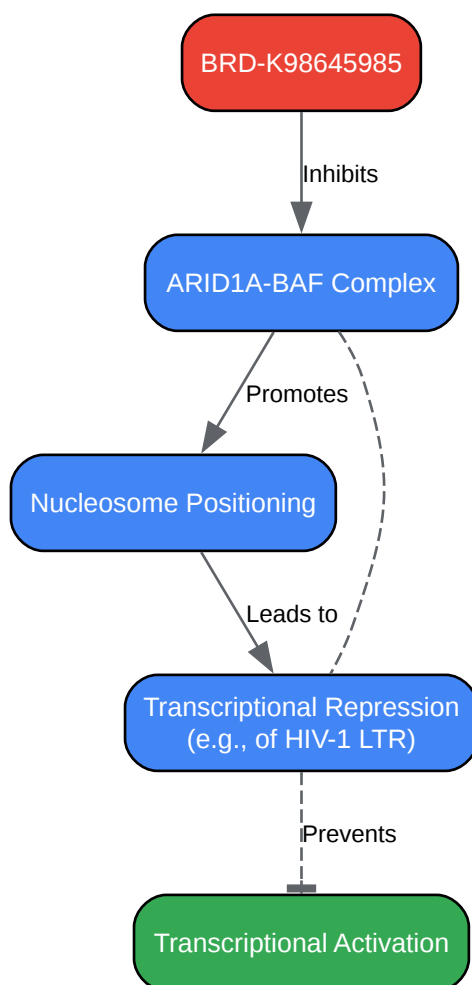 BRD-K98645985
Inhibits
ARID1A-BAF Complex
Promotes
Nucleosome Positioning
Leads to
Transcriptional Repression
(e.g., of HIV-1 LTR)
Prevents
Transcriptional Activation